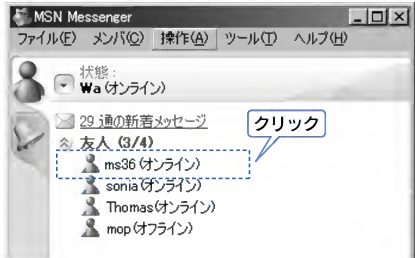 MSN Messenger
ファイル(F) メンバ(C) 操作(A) ツール(T) ヘルプ(H)
状態 :
Wa (オンライン)
29 通の新着メッセージ
クリック
友人 (3/4)
ms36 (オンライン)
sonia (オンライン)
Thomas (オンライン)
mop (オフライン)